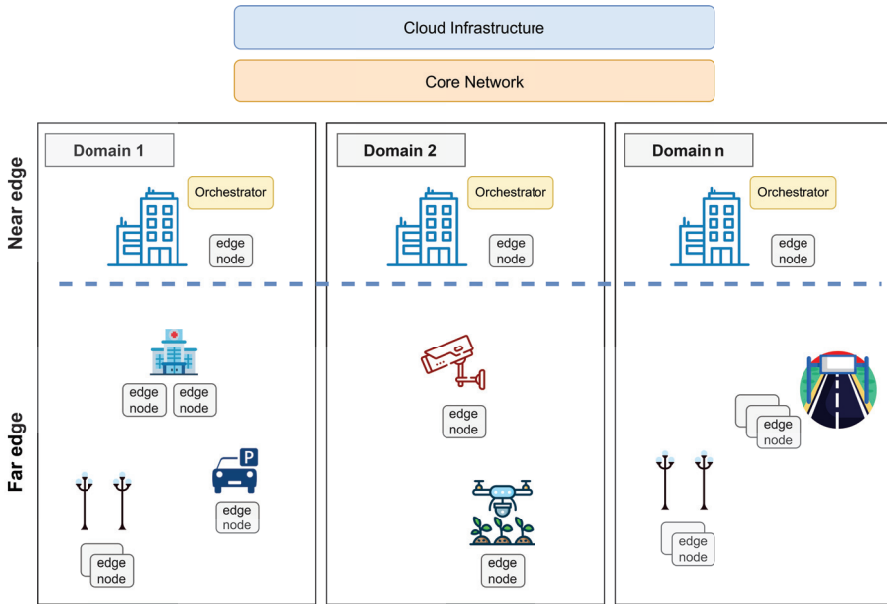 Cloud Infrastructure
Core Network
Near edge
Far edge
Domain 1
Orchestrator
edge
node
edge
node
edge
node
P
edge
node
edge
node
Domain 2
Orchestrator
edge
node
edge
node
edge
node
Domain n
Orchestrator
edge
node
edge
node
edge
node